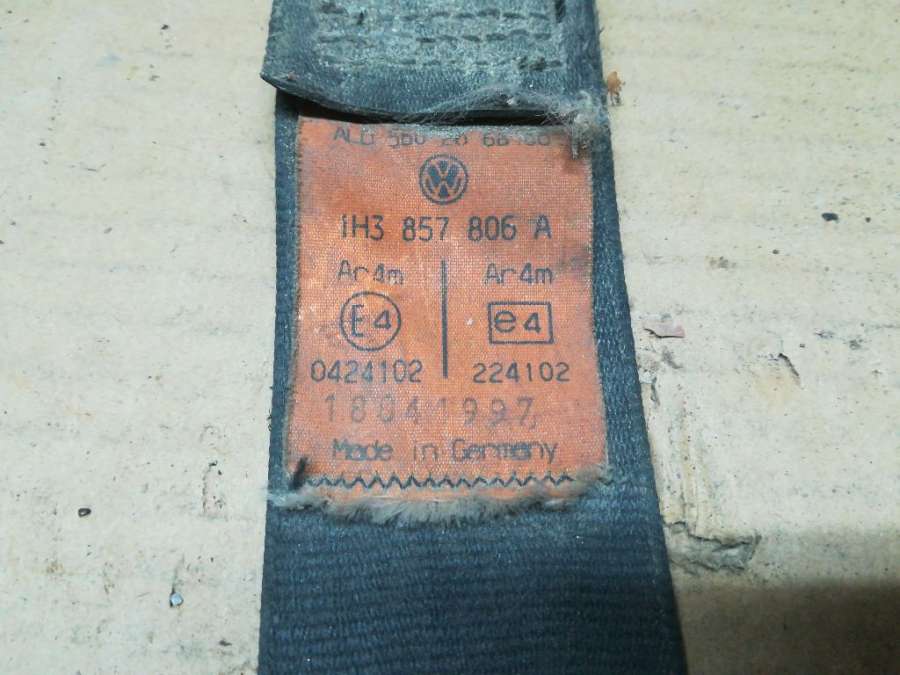 VW
1H3 857 806 A
Ar4m Ar4m
E4 e4
0424102 224102
18041997
Made in Germany